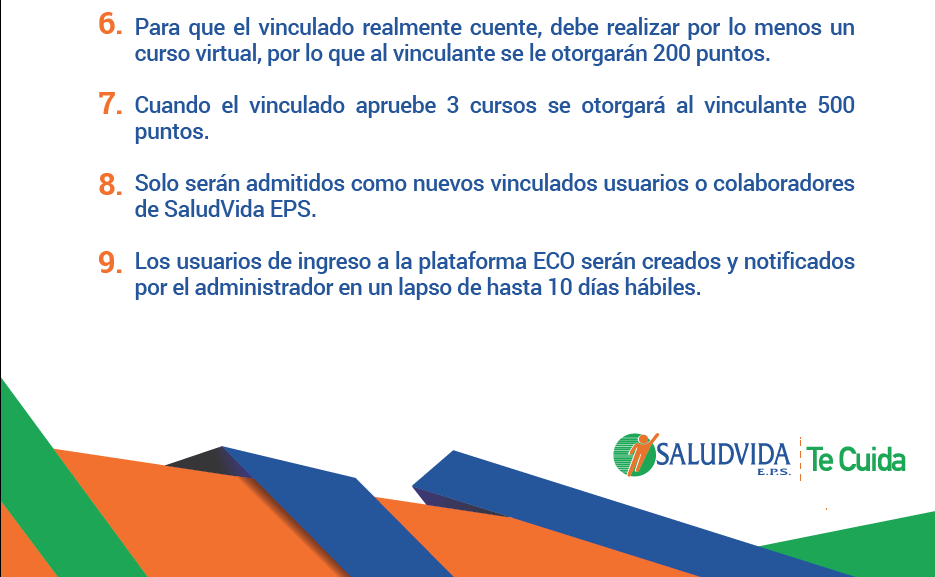 6. Para que el vinculado realmente cuente, debe realizar por lo menos un
curso virtual, por lo que al vinculante se le otorgarán 200 puntos.
7. Cuando el vinculado apruebe 3 cursos se otorgará al vinculante 500
puntos.
8. Solo serán admitidos como nuevos vinculados usuarios o colaboradores
de SaludVida EPS.
9. Los usuarios de ingreso a la plataforma ECO serán creados y notificados
por el administrador en un lapso de hasta 10 días hábiles.
SALUDVIDA Te Cuida
E.P.S.